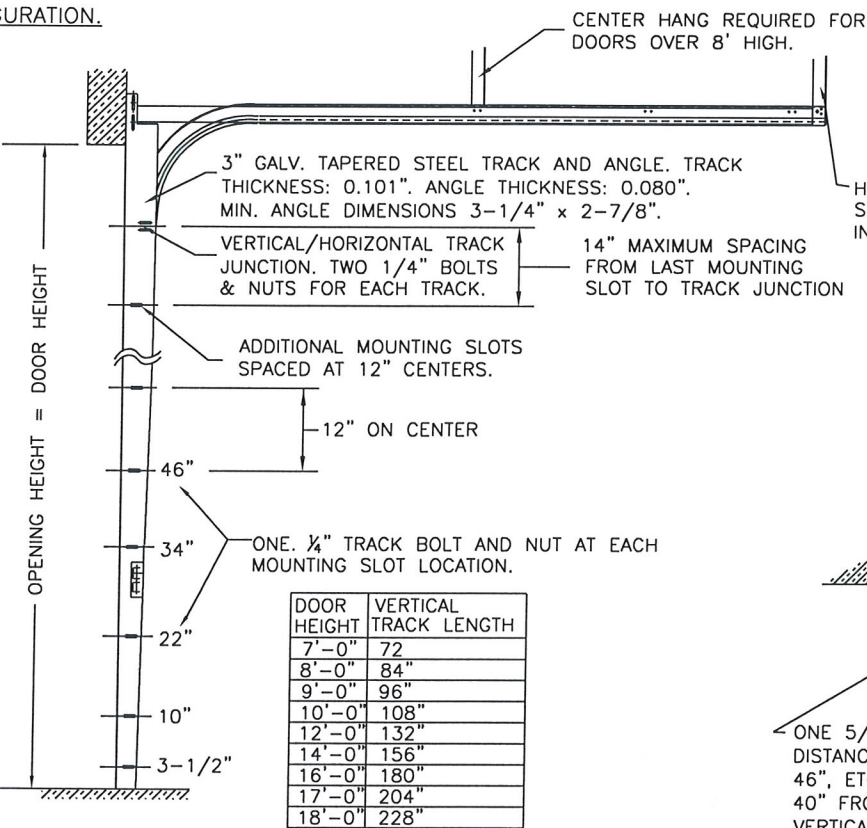 CENTER HANG REQUIRED FOR
DOORS OVER 8' HIGH.
3" GALV. TAPERED STEEL TRACK AND ANGLE. TRACK
THICKNESS: 0.101". ANGLE THICKNESS: 0.080".
MIN. ANGLE DIMENSIONS 3-1/4" x 2-7/8".
VERTICAL/HORIZONTAL TRACK
JUNCTION. TWO 1/4" BOLTS
& NUTS FOR EACH TRACK.
14" MAXIMUM SPACING
FROM LAST MOUNTING
SLOT TO TRACK JUNCTION
ADDITIONAL MOUNTING SLOTS
SPACED AT 12" CENTERS.
12" ON CENTER
OPENING HEIGHT = DOOR HEIGHT
46"
34"
ONE. 1/4" TRACK BOLT AND NUT AT EACH
MOUNTING SLOT LOCATION.
22"
10"
3-1/2"
DOOR HEIGHT VERTICAL TRACK LENGTH
7'-0" 72
8'-0" 84"
9'-0" 96"
10'-0" 108"
12'-0" 132"
14'-0" 156"
16'-0" 180"
17'-0" 204"
18'-0" 228"
ONE 5/
46",
40"